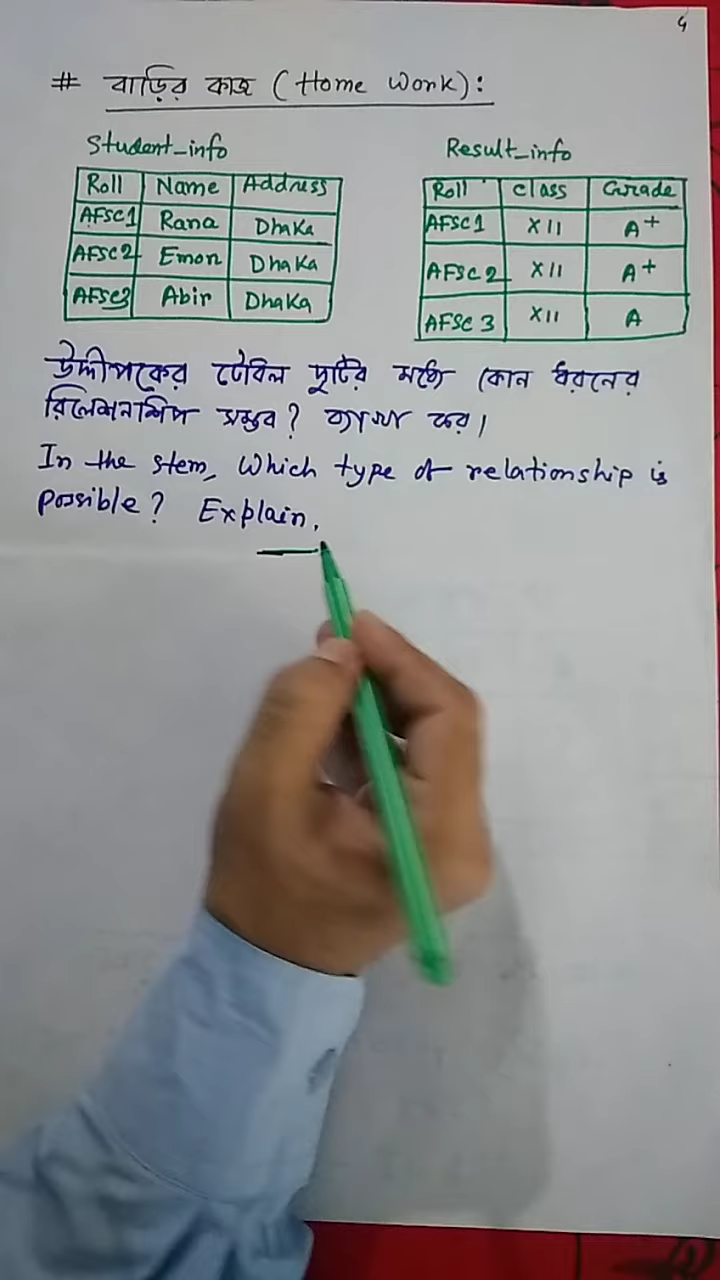 ৭
# বাড়ির কাজ (Home Work):
Student_info
Roll Name Address
AFSC1 Rana Dhaka
AFSC2 Emon Dhaka
AFSC3 Abir Dhaka
Result_info
Roll class Grade
AFSC1 XII A+
AFSC2 XII A+
AFSC3 XII A
উদ্দীপকের টেবিল দুটির মধ্যে কোন ধরনের
রিলেশনশিপ সম্ভব? ব্যাখ্যা কর।
In the stem, Which type of relationship is
possible? Explain.